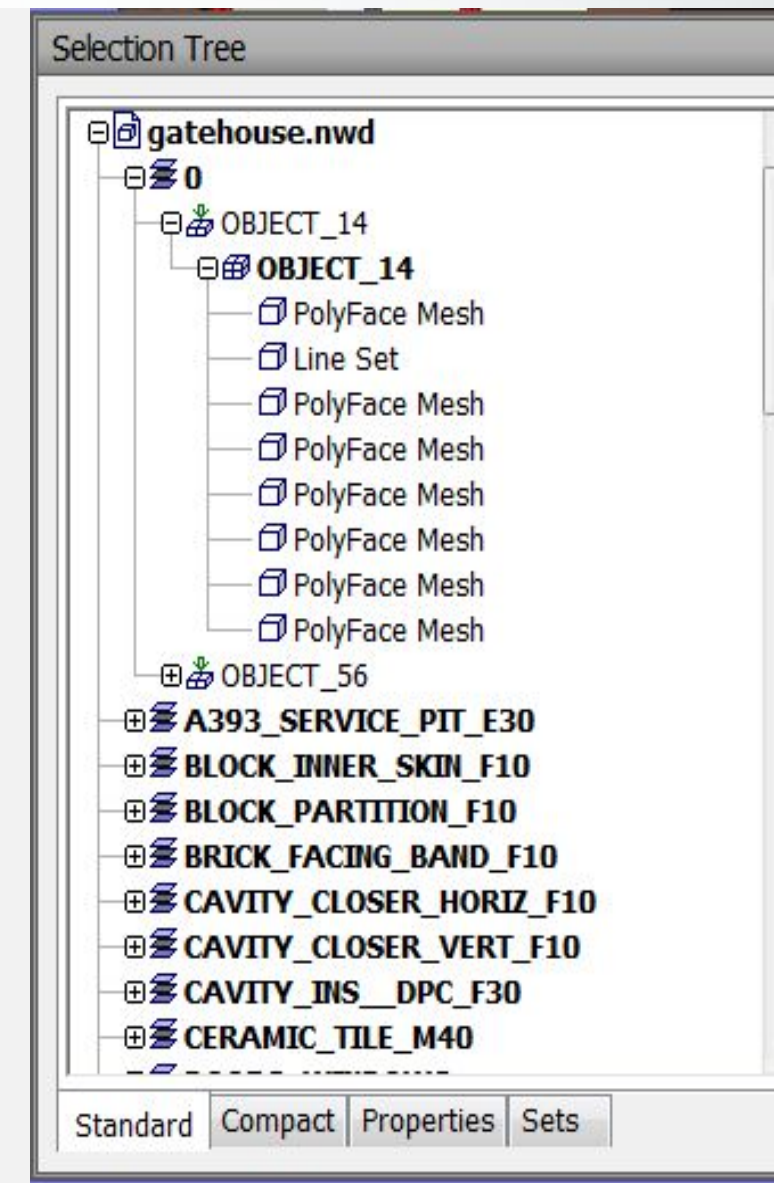 Selection Tree
gatehouse.nwd
0
OBJECT_14
OBJECT_14
PolyFace Mesh
Line Set
PolyFace Mesh
PolyFace Mesh
PolyFace Mesh
PolyFace Mesh
PolyFace Mesh
PolyFace Mesh
OBJECT_56
A393_SERVICE_PIT_E30
BLOCK_INNER_SKIN_F10
BLOCK_PARTITION_F10
BRICK_FACING_BAND_F10
CAVITY_CLOSER_HORIZ_F10
CAVITY_CLOSER_VERT_F10
CAVITY_INS__DPC_F30
CERAMIC_TILE_M40
Standard Compact Properties Sets